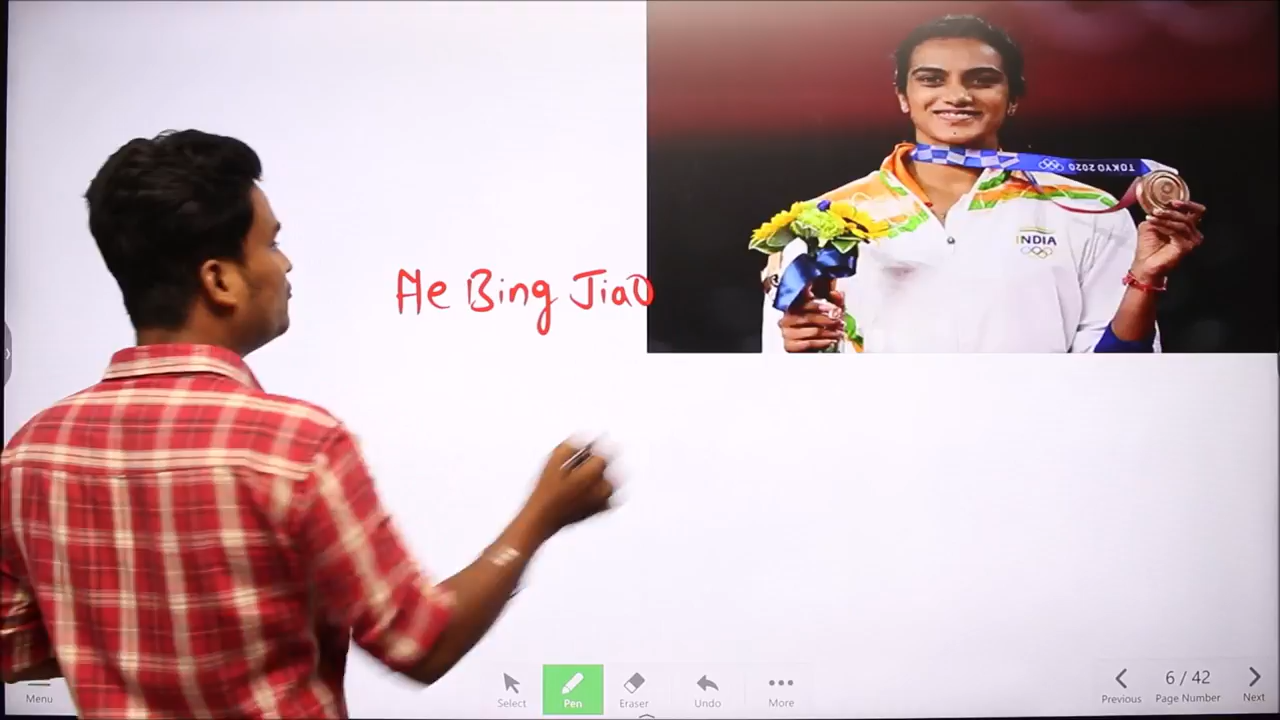 TOKYO 2020
INDIA
He Bing Jiao
Menu
Select
Pen
Eraser
Undo
More
Previous
6 / 42
Page Number
Next